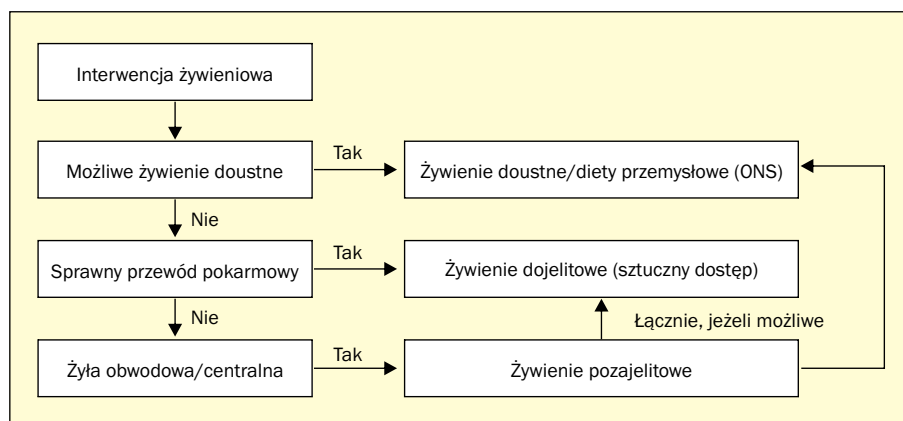 Interwencja żywieniowa
Możliwe żywienie doustne
Tak
Żywienie doustne/diety przemysłowe (ONS)
Nie
Sprawny przewód pokarmowy
Tak
Żywienie dojelitowe (sztuczny dostęp)
Nie
Łącznie, jeżeli możliwe
Żyła obwodowa/centralna
Tak
Żywienie pozajelitowe